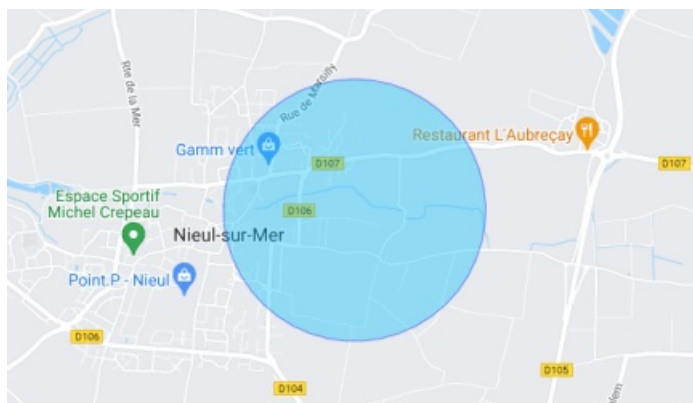 Rte de la Mer
Rue de Marsilly
Gamm vert
Restaurant L'Aubreçay
D107
D107
Espace Sportif
Michel Crepeau
D106
Nieul-sur-Mer
Point.P - Nieul
D106
D105
D104